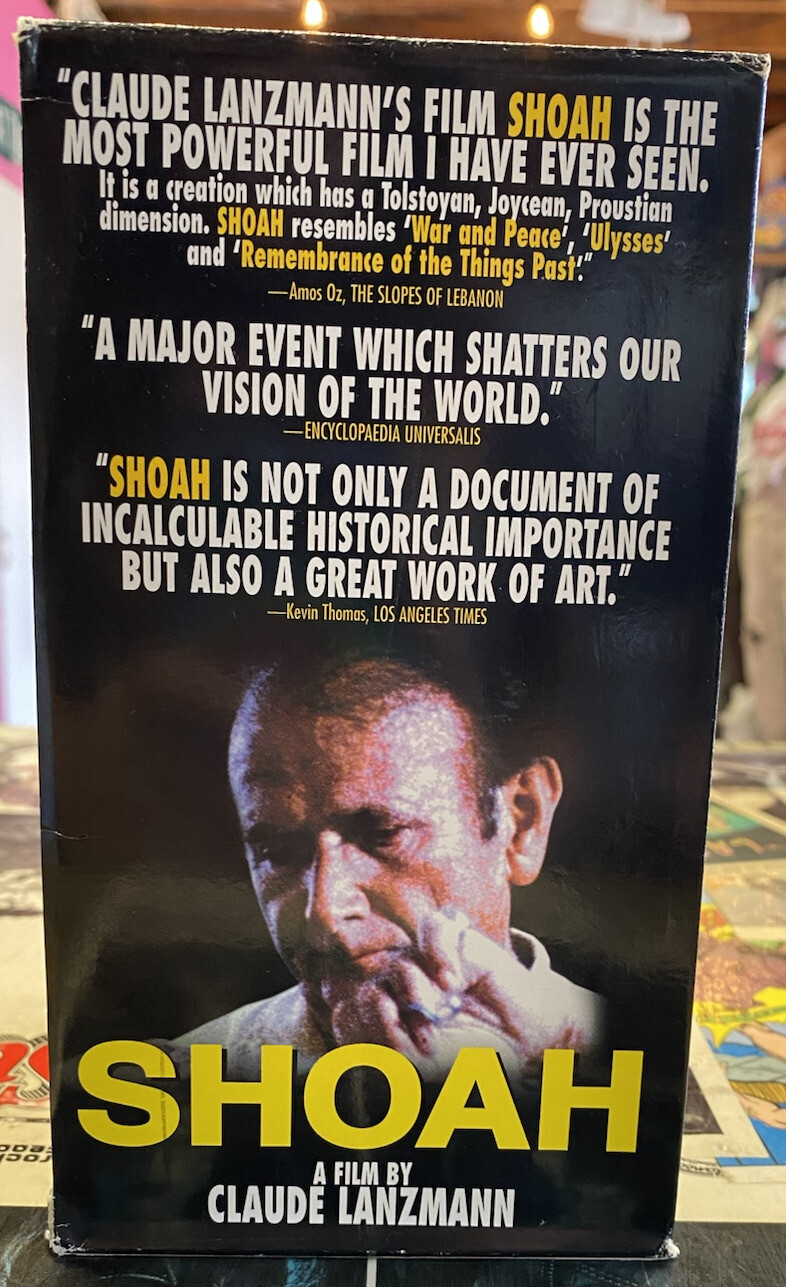 "CLAUDE LANZMANN'S FILM SHOAH IS THE
MOST POWERFUL FILM I HAVE EVER SEEN.
It is a creation which has a Tolstoyan, Joycean, Proustian
dimension. SHOAH resembles 'War and Peace', 'Ulysses'
and 'Remembrance of the Things Past'."
—Amos Oz, THE SLOPES OF LEBANON
"A MAJOR EVENT WHICH SHATTERS OUR
VISION OF THE WORLD."
—ENCYCLOPAEDIA UNIVERSALIS
"SHOAH IS NOT ONLY A DOCUMENT OF
INCALCULABLE HISTORICAL IMPORTANCE
BUT ALSO A GREAT WORK OF ART."
—Kevin Thomas, LOS ANGELES TIMES
SHOAH
A FILM BY
CLAUDE LANZMANN